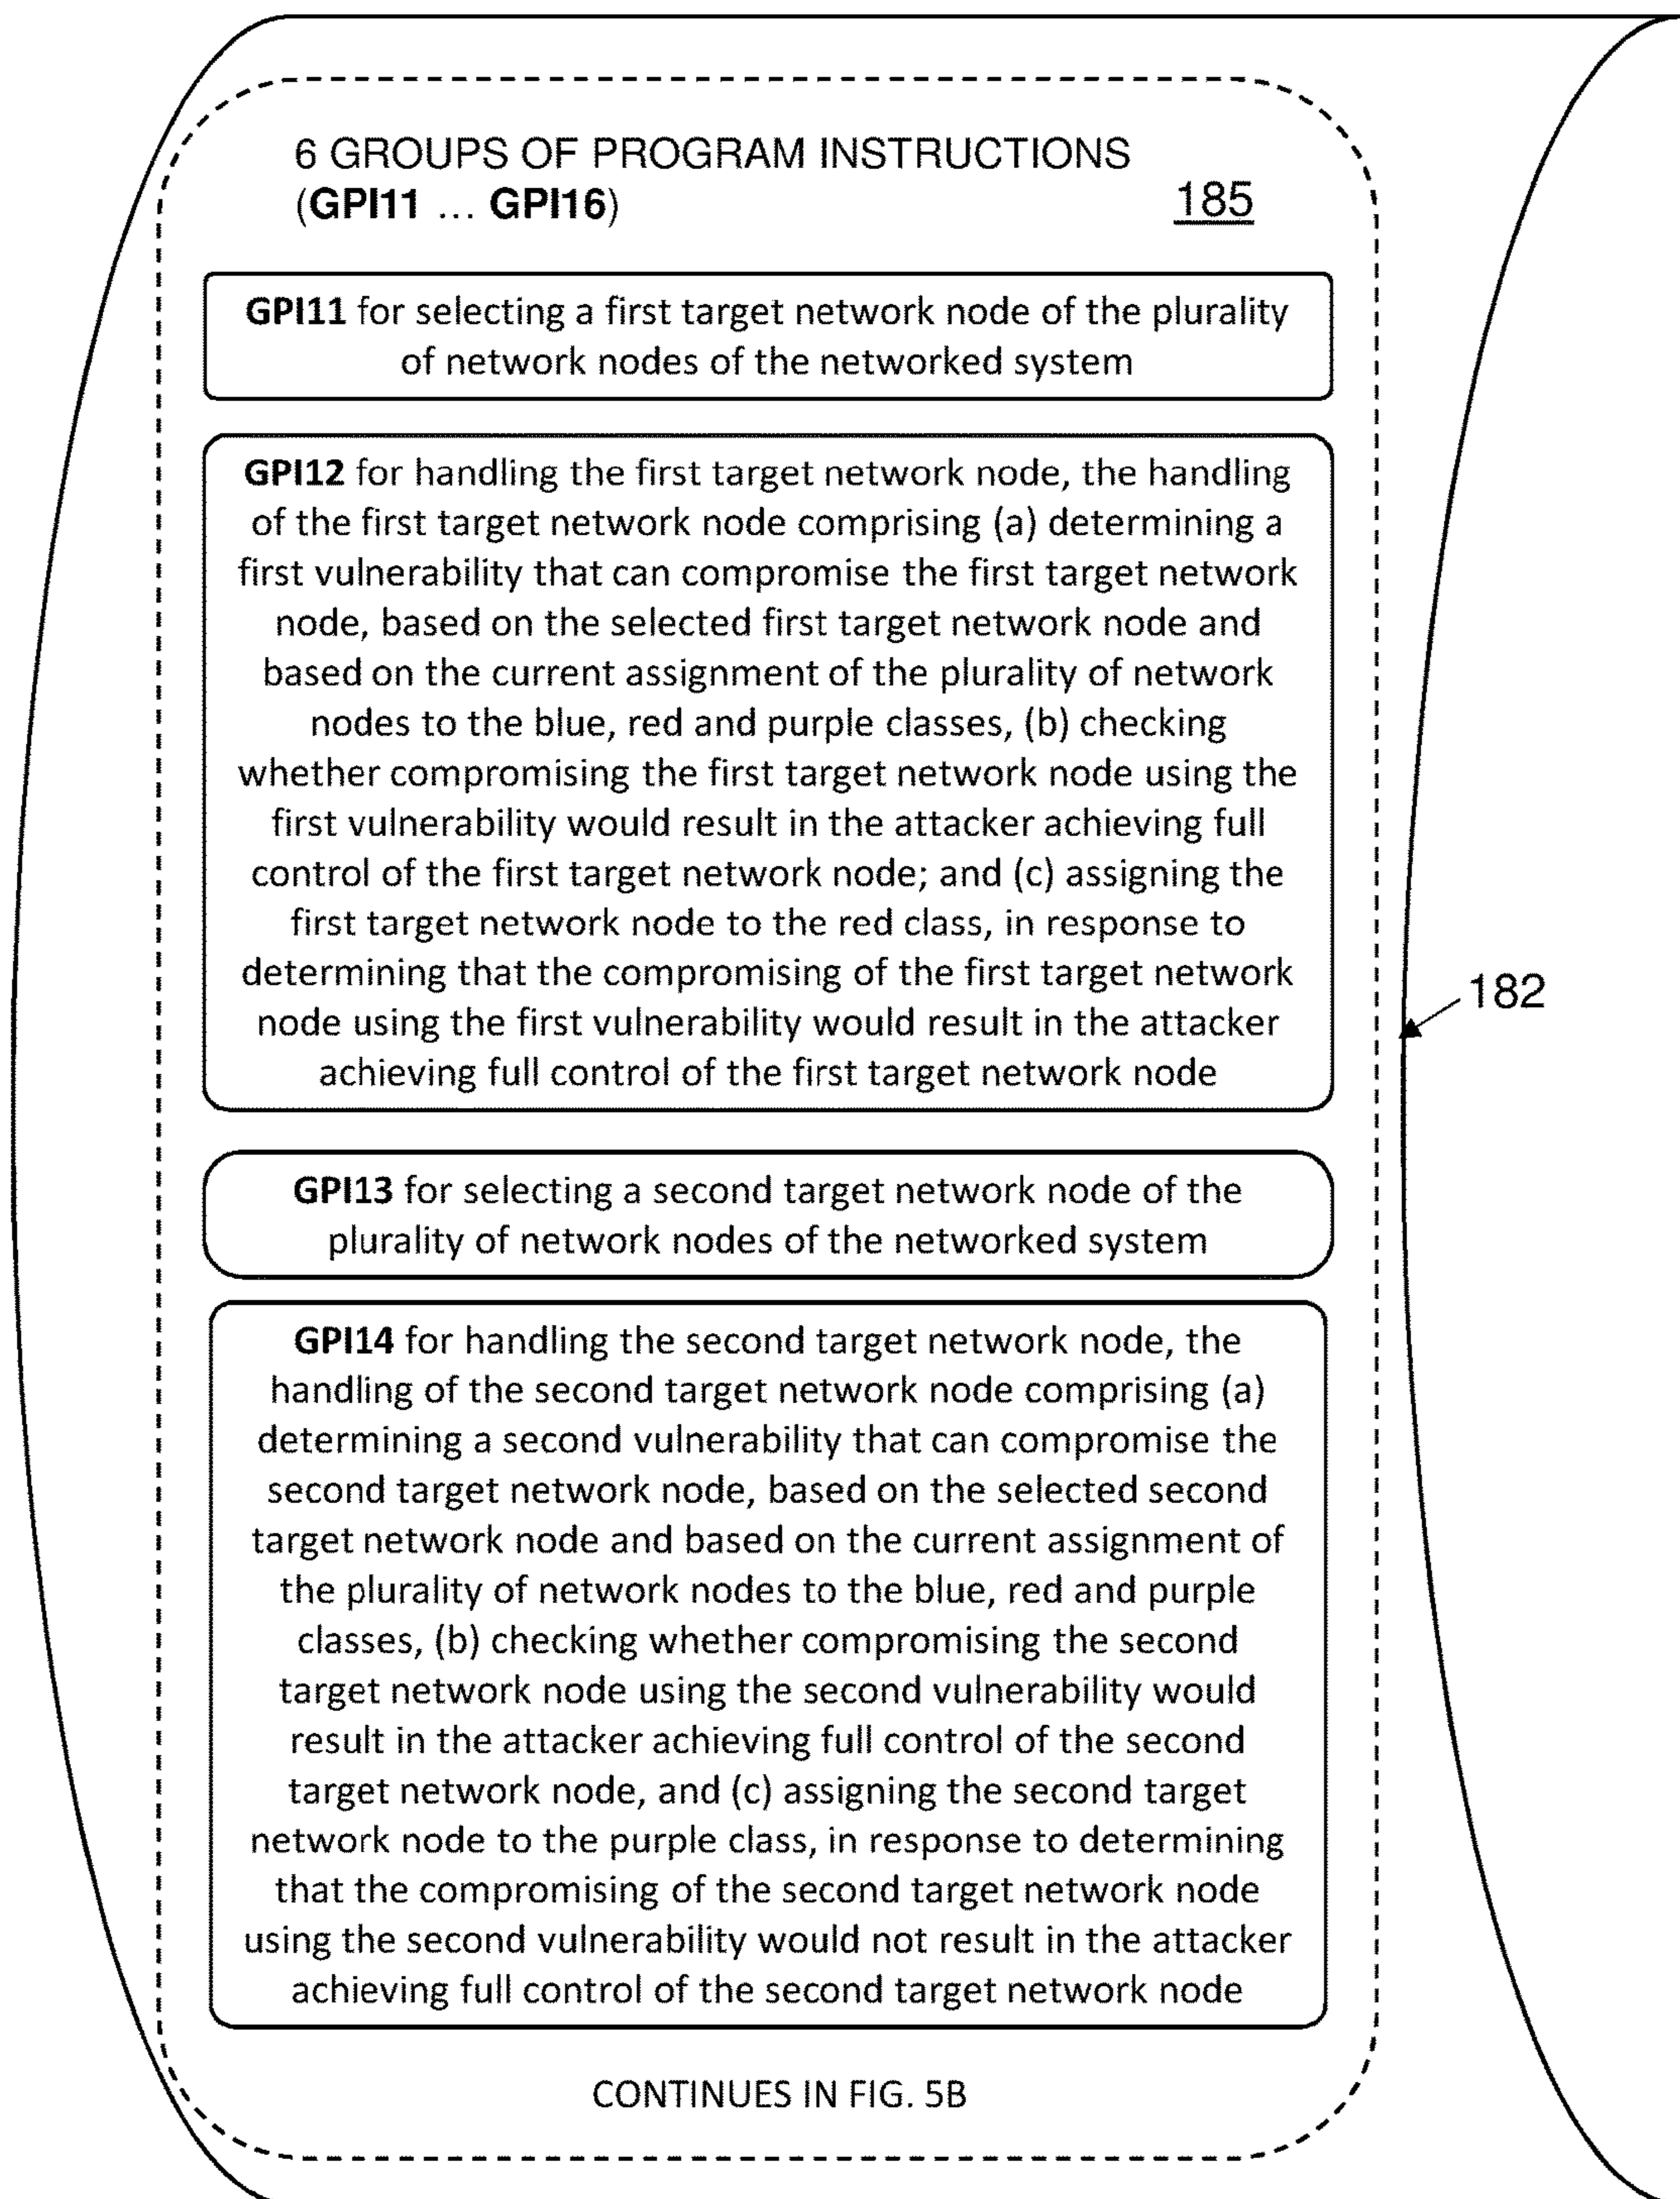 6 GROUPS OF PROGRAM INSTRUCTIONS
(GPI11 ... GPI16)
185
GPI11 for selecting a first target network node of the plurality
of network nodes of the networked system
GPI12 for handling the first target network node, the handling
of the first target network node comprising (a) determining a
first vulnerability that can compromise the first target network
node, based on the selected first target network node and
based on the current assignment of the plurality of network
nodes to the blue, red and purple classes, (b) checking
whether compromising the first target network node using the
first vulnerability would result in the attacker achieving full
control of the first target network node; and (c) assigning the
first target network node to the red class, in response to
determining that the compromising of the first target network
node using the first vulnerability would result in the attacker
achieving full control of the first target network node
182
GPI13 for selecting a second target network node of the
plurality of network nodes of the networked system
GPI14 for handling the second target network node, the
handling of the second target network node comprising (a)
determining a second vulnerability that can compromise the
second target network node, based on the selected second
target network node and based on the current assignment of
the plurality of network nodes to the blue, red and purple
classes, (b) checking whether compromising the second
target network node using the second vulnerability would
result in the attacker achieving full control of the second
target network node, and (c) assigning the second target
network node to the purple class, in response to determining
that the compromising of the second target network node
using the second vulnerability would not result in the attacker
achieving full control of the second target network node
CONTINUES IN FIG. 5B